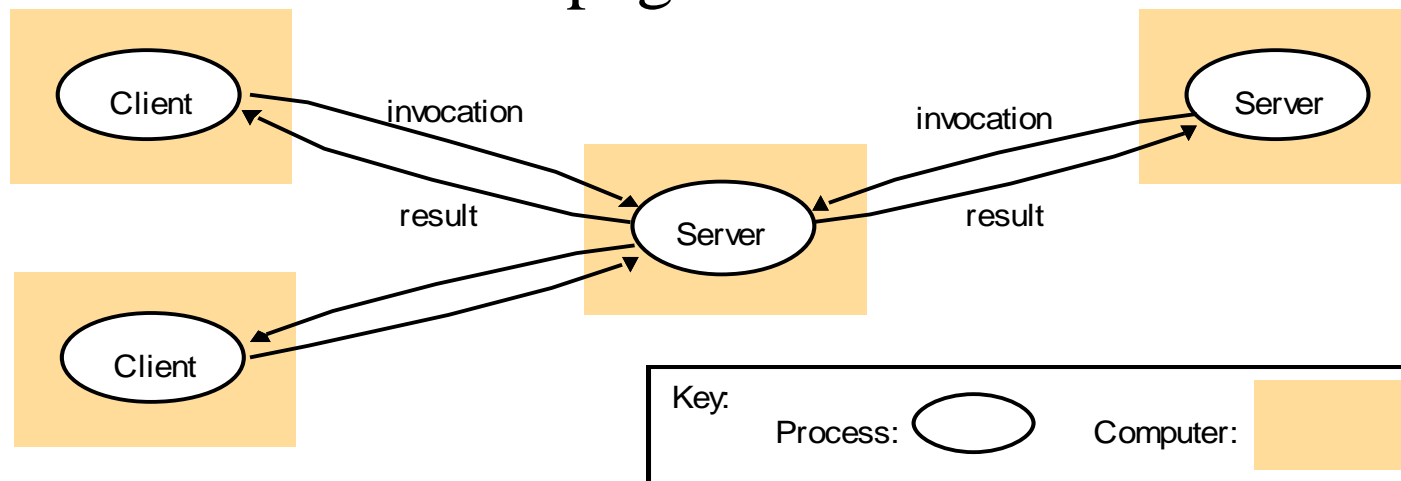 Client
Server
invocation
invocation
result
Server
result
Client
Key:
Process:
Computer: